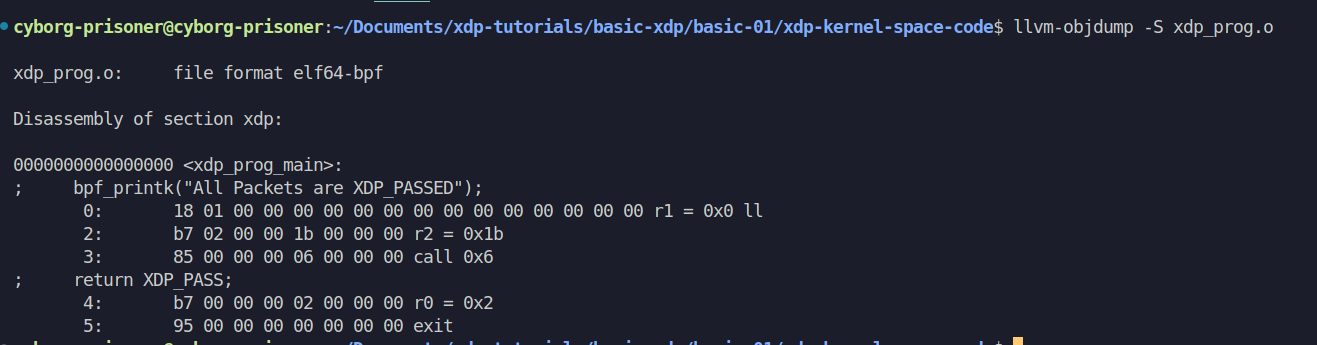 cyborg-prisoner@cyborg-prisoner:~/Documents/xdp-tutorials/basic-xdp/basic-01/xdp-kernel-space-code$ llvm-objdump -S xdp_prog.o
xdp_prog.o:     file format elf64-bpf
Disassembly of section xdp:
0000000000000000 <xdp_prog_main>:
;     bpf_printk("All Packets are XDP_PASSED");
       0:       18 01 00 00 00 00 00 00 00 00 00 00 00 00 00 00 r1 = 0x0 ll
       2:       b7 02 00 00 1b 00 00 00 r2 = 0x1b
       3:       85 00 00 00 06 00 00 00 call 0x6
;     return XDP_PASS;
       4:       b7 00 00 00 02 00 00 00 r0 = 0x2
       5:       95 00 00 00 00 00 00 00 exit